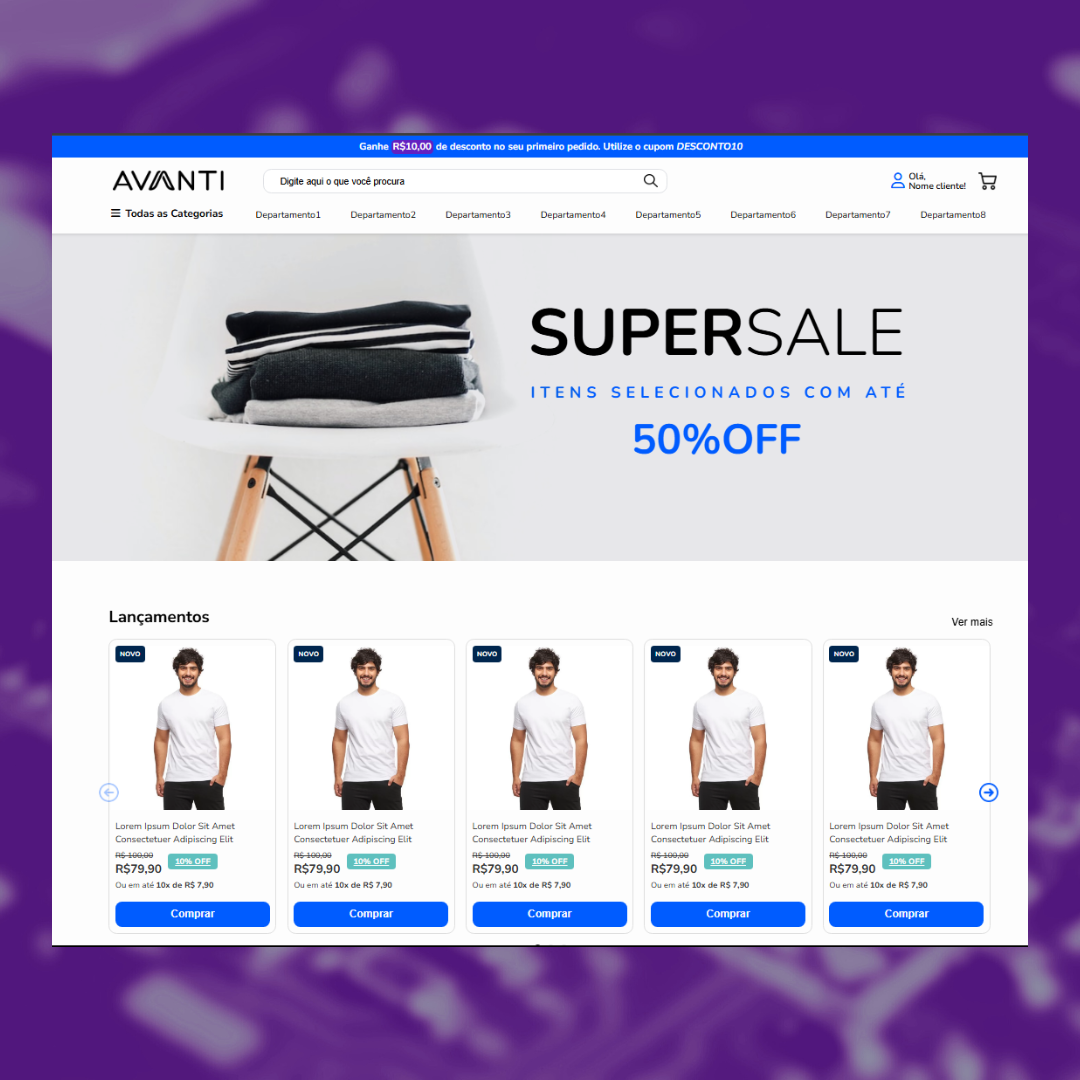 Ganhe R$10,00 de desconto no seu primeiro pedido. Utilize o cupom DESCONTO10
AVANTI
Digite aqui o que você procura
Olá,
Nome cliente!
Todas as Categorias
Departamento1
Departamento2
Departamento3
Departamento4
Departamento5
Departamento6
Departamento7
Departamento8
SUPERSALE
ITENS SELECIONADOS COM ATÉ
50%OFF
Lançamentos
Ver mais
NOVO
Lorem Ipsum Dolor Sit Amet
Consectetuer Adipiscing Elit
R$ 100,00
R$79,90
10% OFF
Ou em até 10x de R$ 7,90
Comprar
NOVO
Lorem Ipsum Dolor Sit Amet
Consectetuer Adipiscing Elit
R$ 100,00
R$79,90
10% OFF
Ou em até 10x de R$ 7,90
Comprar
NOVO
Lorem Ipsum Dolor Sit Amet
Consectetuer Adipiscing Elit
R$ 100,00
R$79,90
10% OFF
Ou em até 10x de R$ 7,90
Comprar
NOVO
Lorem Ipsum Dolor Sit Amet
Consectetuer Adipiscing Elit
R$ 100,00
R$79,90
10% OFF
Ou em até 10x de R$ 7,90
Comprar
NOVO
Lorem Ipsum Dolor Sit Amet
Consectetuer Adipiscing Elit
R$ 100,00
R$79,90
10% OFF
Ou em até 10x de R$ 7,90
Comprar